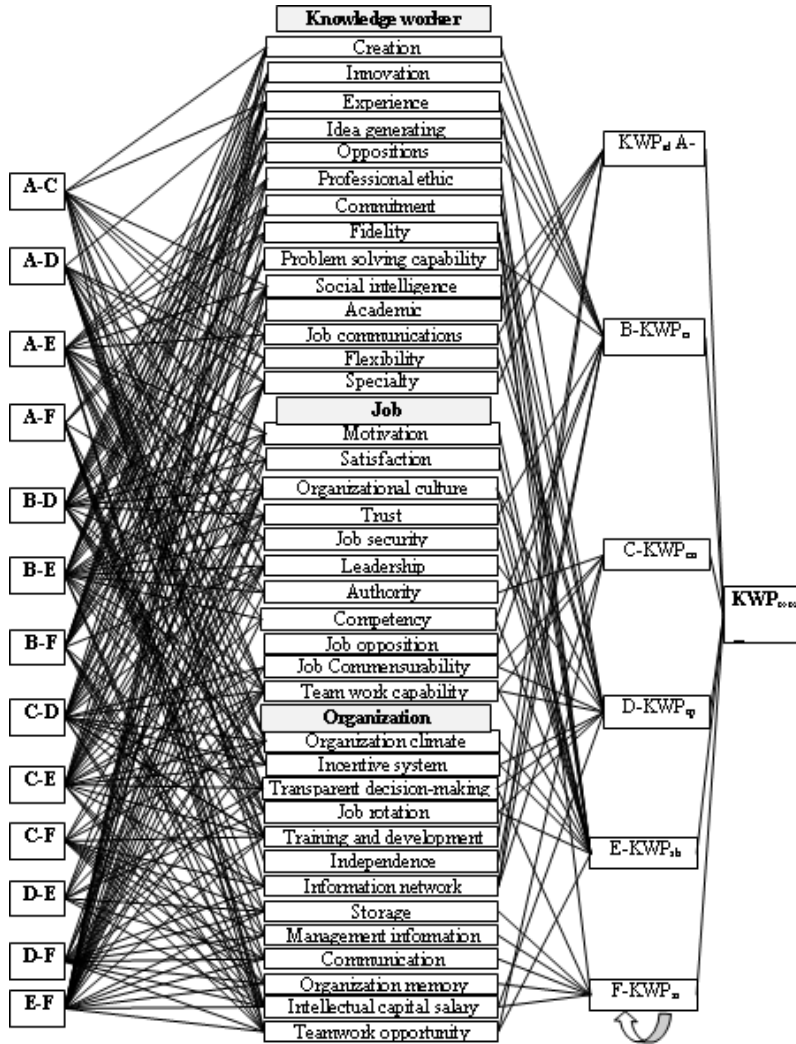 Knowledge worker
Creation
Innovation
Experience
Idea generating
Oppositions
Professional ethic
Commitment
Fidelity
Problem solving capability
Social intelligence
Academic
Job communications
Flexibility
Specialty
Job
Motivation
Satisfaction
Organizational culture
Trust
Job security
Leadership
Authority
Competency
Job opposition
Job Commensurability
Team work capability
Organization
Organization climate
Incentive system
Transparent decision-making
Job rotation
Training and development
Independence
Information network
Storage
Management information
Communication
Organization memory
Intellectual capital salary
Teamwork opportunity
A-C
A-D
A-E
A-F
B-D
B-E
B-F
C-D
C-E
C-F
D-E
D-F
E-F
KWP A-
B-KWP
C-KWP
D-KWP
E-KWP
F-KWP
KWP